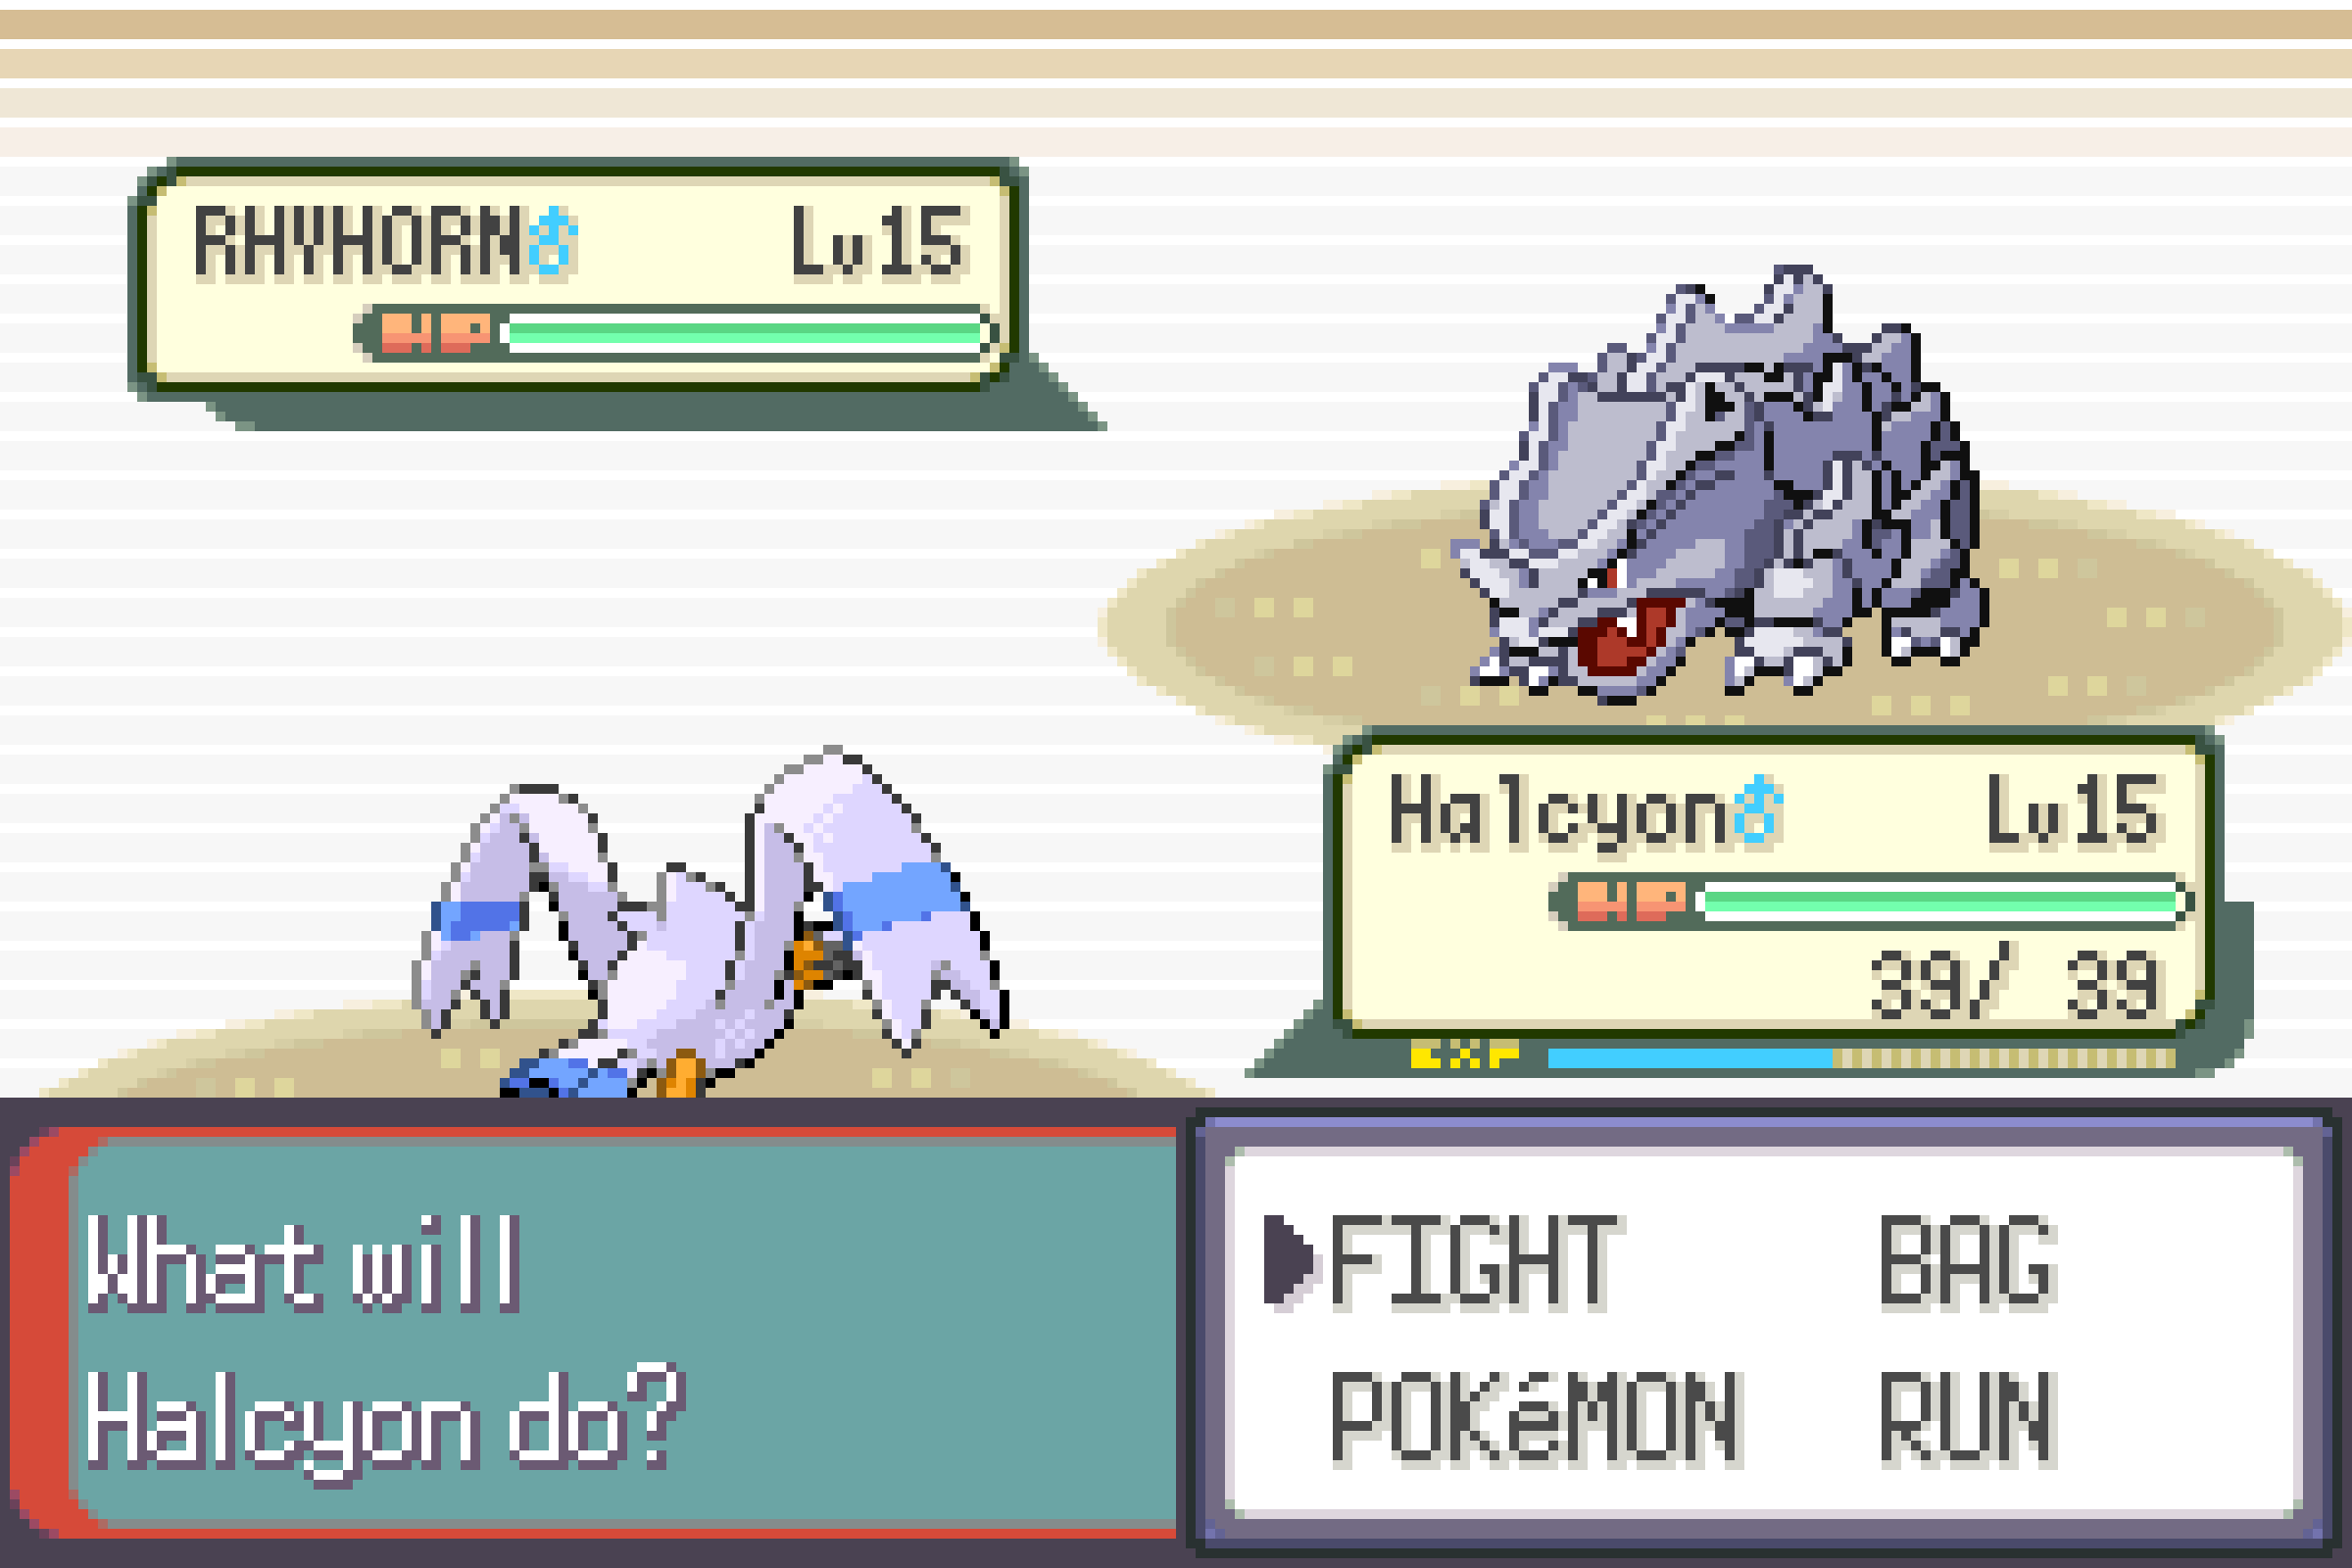 RHYHORN♂ Lv15
HP
Halcyon♂ Lv15
HP
39/ 39
EXP
What will
Halcyon do?
FIGHT BAG
POKéMON RUN